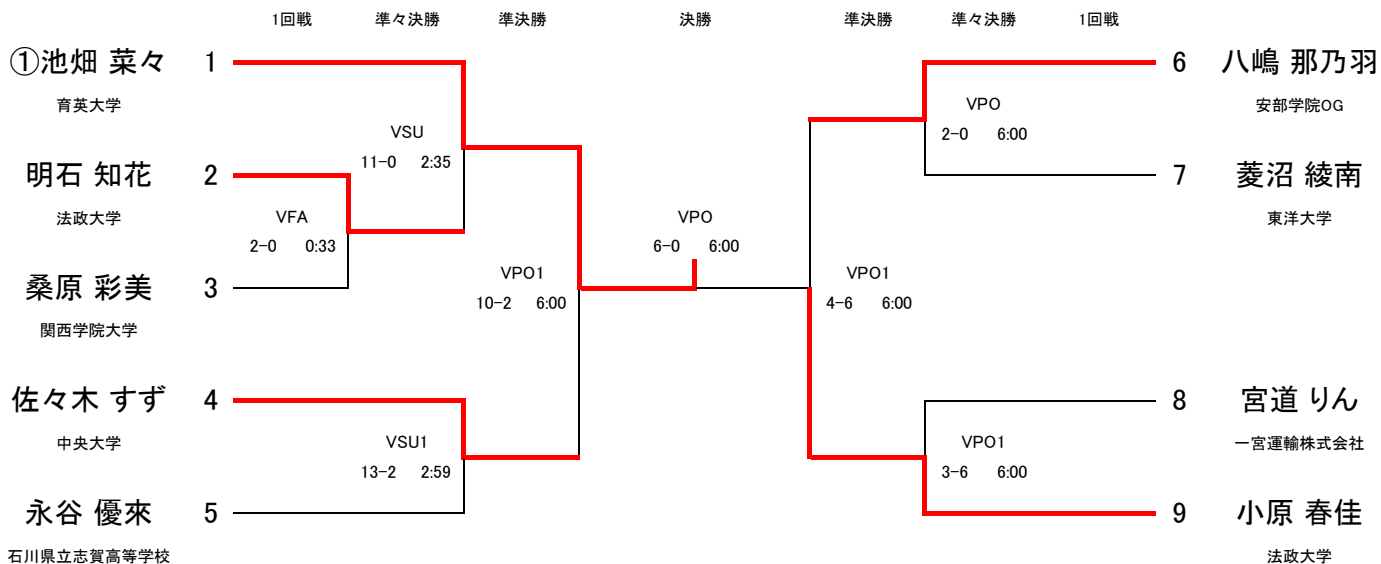 1回戦 準々決勝 準決勝 決勝 準決勝 準々決勝 1回戦
①池畑 菜々 1
育英大学
明石 知花 2
法政大学
桑原 彩美 3
関西学院大学
佐々木 すず 4
中央大学
永谷 優來 5
石川県立志賀高等学校
VSU
11-0 2:35
VFA
2-0 0:33
VPO1
10-2 6:00
VSU1
13-2 2:59
VPO
6-0 6:00
VPO
2-0 6:00
VPO1
4-6 6:00
VPO1
3-6 6:00
6 八嶋 那乃羽
安部学院OG
7 菱沼 綾南
東洋大学
8 宮道 りん
一宮運輸株式会社
9 小原 春佳
法政大学